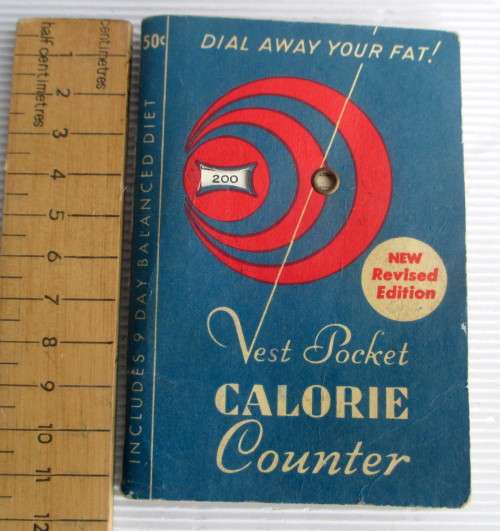 half centimetres
centimetres
1
2
3
4
5
6
7
8
9
10
11
12
50¢
DIAL AWAY YOUR FAT!
INCLUDES 9 DAY BALANCED DIET
200
NEW
Revised
Edition
Vest Pocket
CALORIE
Counter